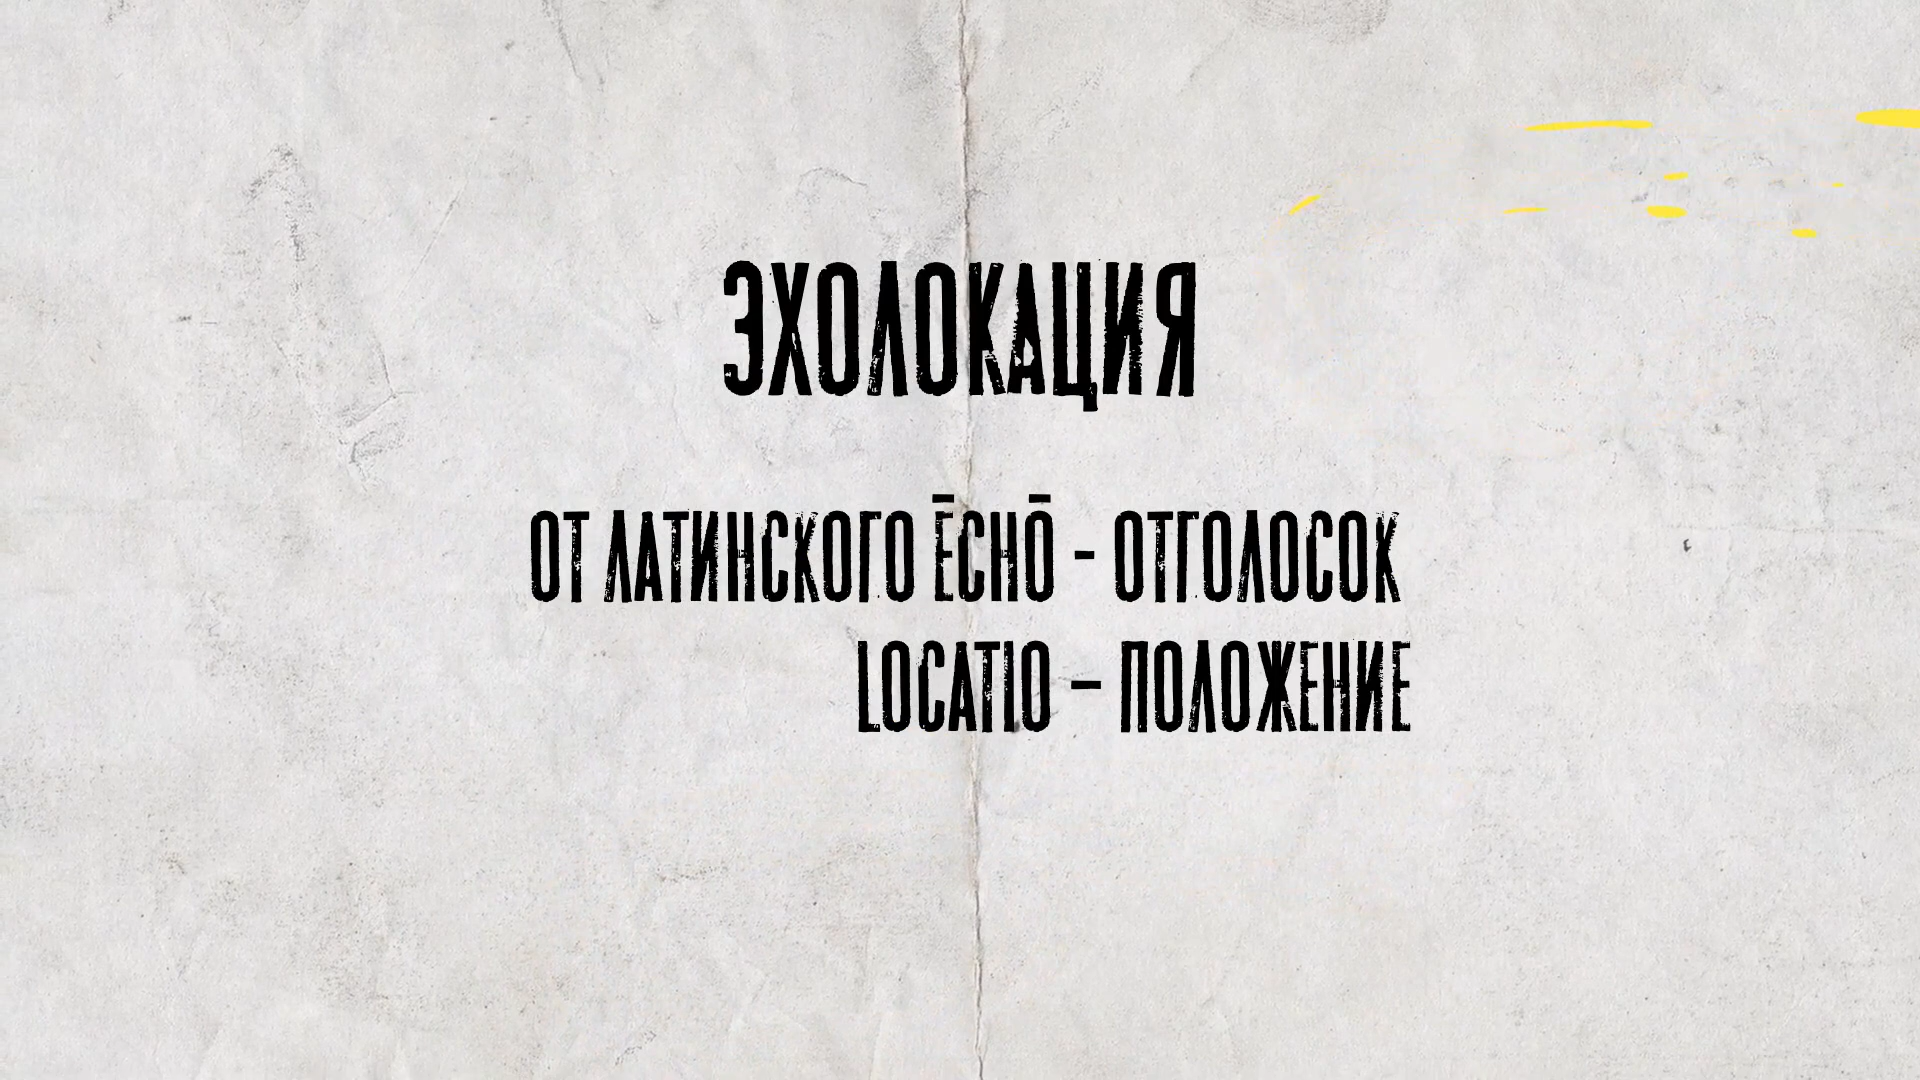 ЭХОЛОКАЦИЯ
ОТ ЛАТИНСКОГО ĒCHŌ - ОТГОЛОСОК
LOCATIO – ПОЛОЖЕНИЕ